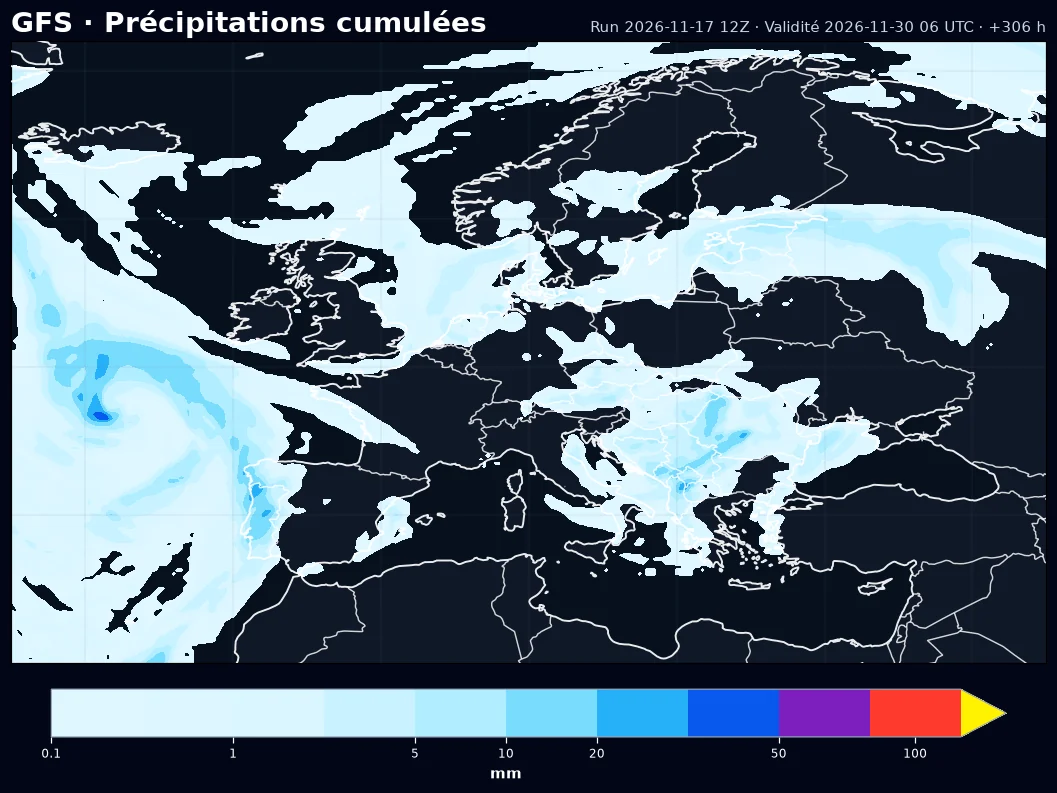 GFS · Précipitations cumulées
Run 2026-11-17 12Z · Validité 2026-11-30 06 UTC · +306 h
0.1 1 5 10 20 50 100
mm